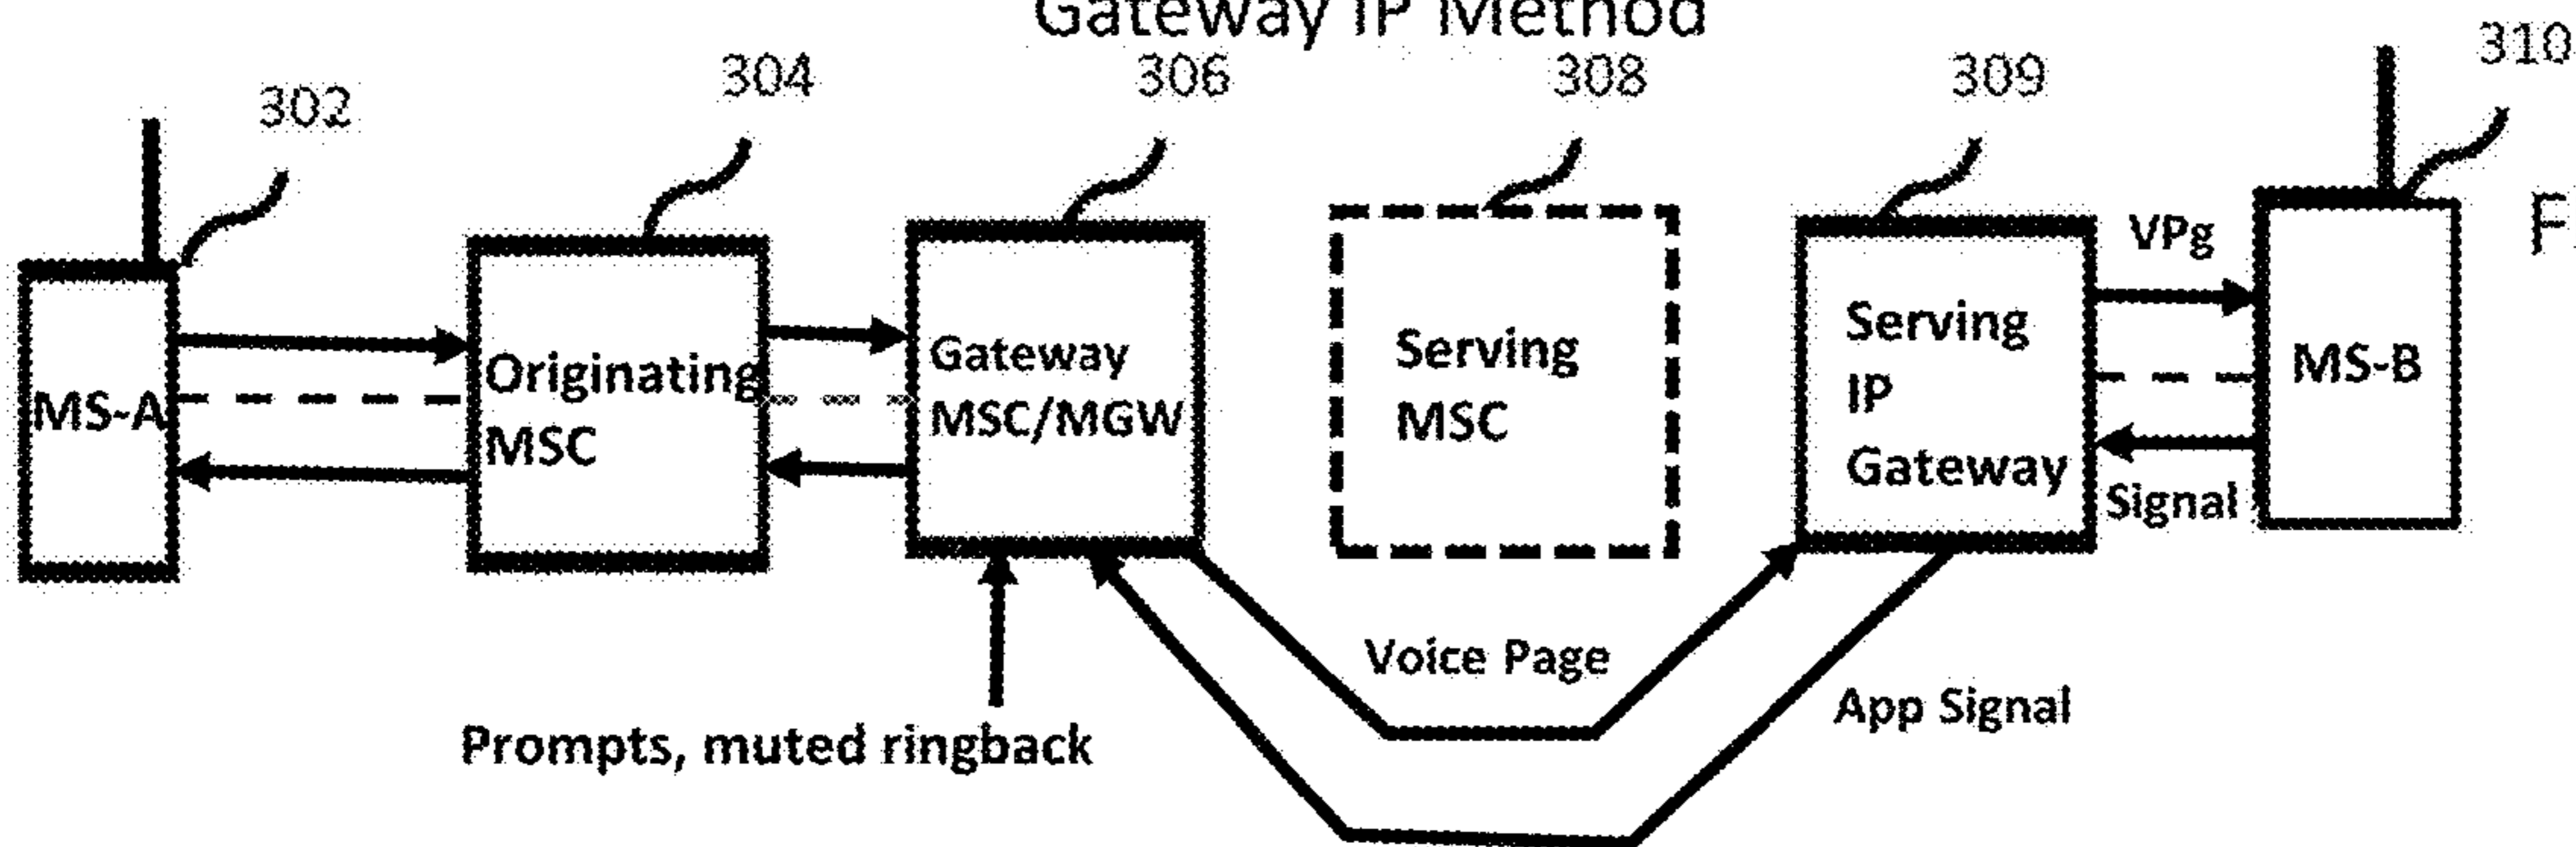 Gateway IP Method
302
304
306
308
309
310
F
MS-A
Originating
MSC
Gateway
MSC/MGW
Serving
MSC
Serving
IP
Gateway
VPg
Signal
MS-B
Voice Page
App Signal
Prompts, muted ringback